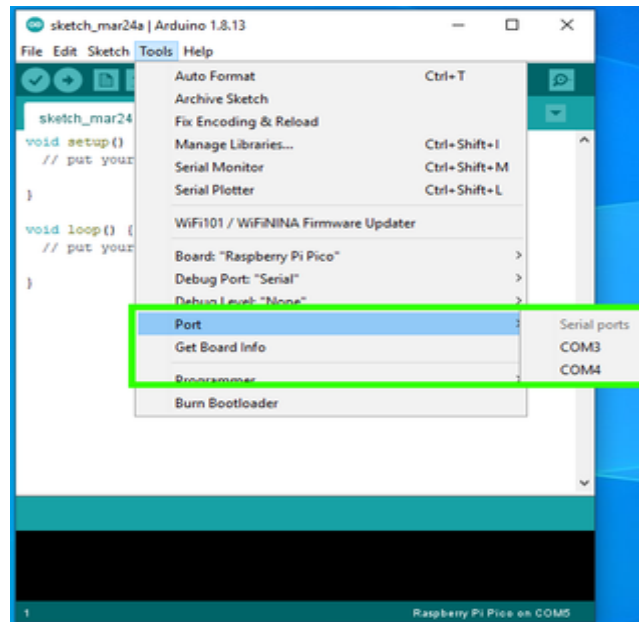 sketch_mar24a | Arduino 1.8.13
File Edit Sketch Tools Help
sketch_mar24
void setup()
// put your
}
void loop() {
// put your
}
Auto Format Ctrl+T
Archive Sketch
Fix Encoding & Reload
Manage Libraries... Ctrl+Shift+I
Serial Monitor Ctrl+Shift+M
Serial Plotter Ctrl+Shift+L
WiFi101 / WiFiNINA Firmware Updater
Board: "Raspberry Pi Pico"
Debug Port: "Serial"
Debug Level: "None"
Port
Get Board Info
Programmer
Burn Bootloader
Serial ports
COM3
COM4
1 Raspberry Pi Pico on COM5